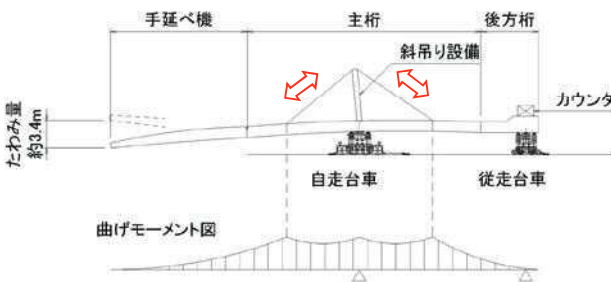 手延べ機
主桁
後方桁
斜吊り設備
カウンタ
たわみ量
約3.4m
自走台車
従走台車
曲げモーメント図